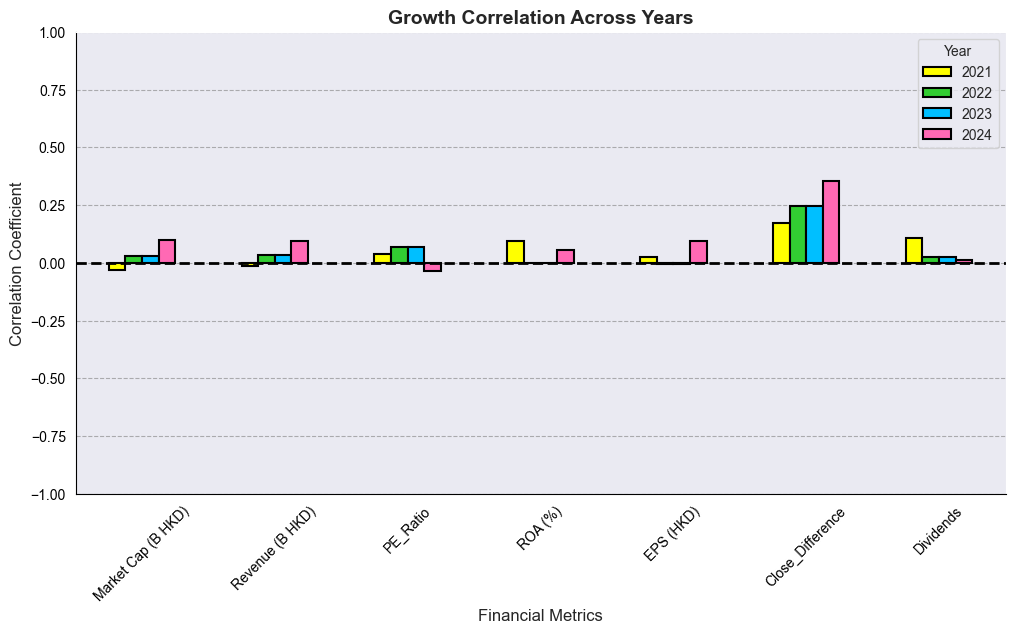 Growth Correlation Across Years
Correlation Coefficient
1.00
0.75
0.50
0.25
0.00
−0.25
−0.50
−0.75
−1.00
Year
2021
2022
2023
2024
Market Cap (B HKD)
Revenue (B HKD)
PE_Ratio
ROA (%)
EPS (HKD)
Close_Difference
Dividends
Financial Metrics